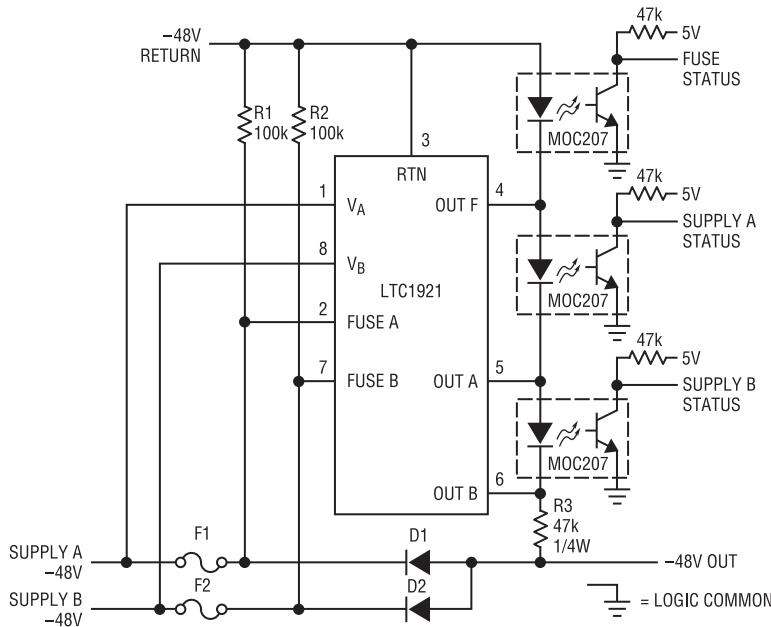 47k
5V
–48V
RETURN
FUSE
STATUS
R1
100k
R2
100k
3
MOC207
RTN
47k
1
4
5V
VA
OUT F
SUPPLY A
STATUS
8
VB
LTC1921
MOC207
2
FUSE A
47k
5V
7
5
FUSE B
OUT A
SUPPLY B
STATUS
MOC207
6
OUT B
R3
47k
1/4W
F1
D1
SUPPLY A
–48V
–48V OUT
F2
D2
SUPPLY B
–48V
= LOGIC COMMON